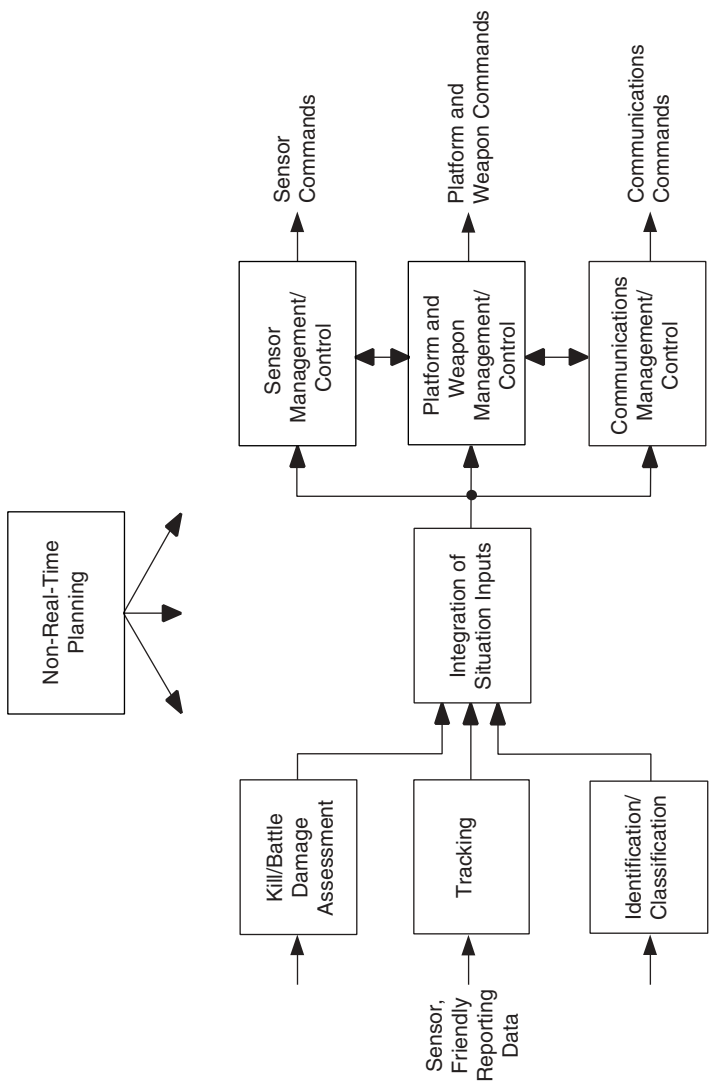 Non-Real-Time
Planning
Kill/Battle
Damage
Assessment
Sensor,
Friendly
Reporting
Data
Tracking
Identification/
Classification
Integration of
Situation Inputs
Sensor
Management/
Control
Sensor
Commands
Platform and
Weapon
Management/
Control
Platform and
Weapon Commands
Communications
Management/
Control
Communications
Commands